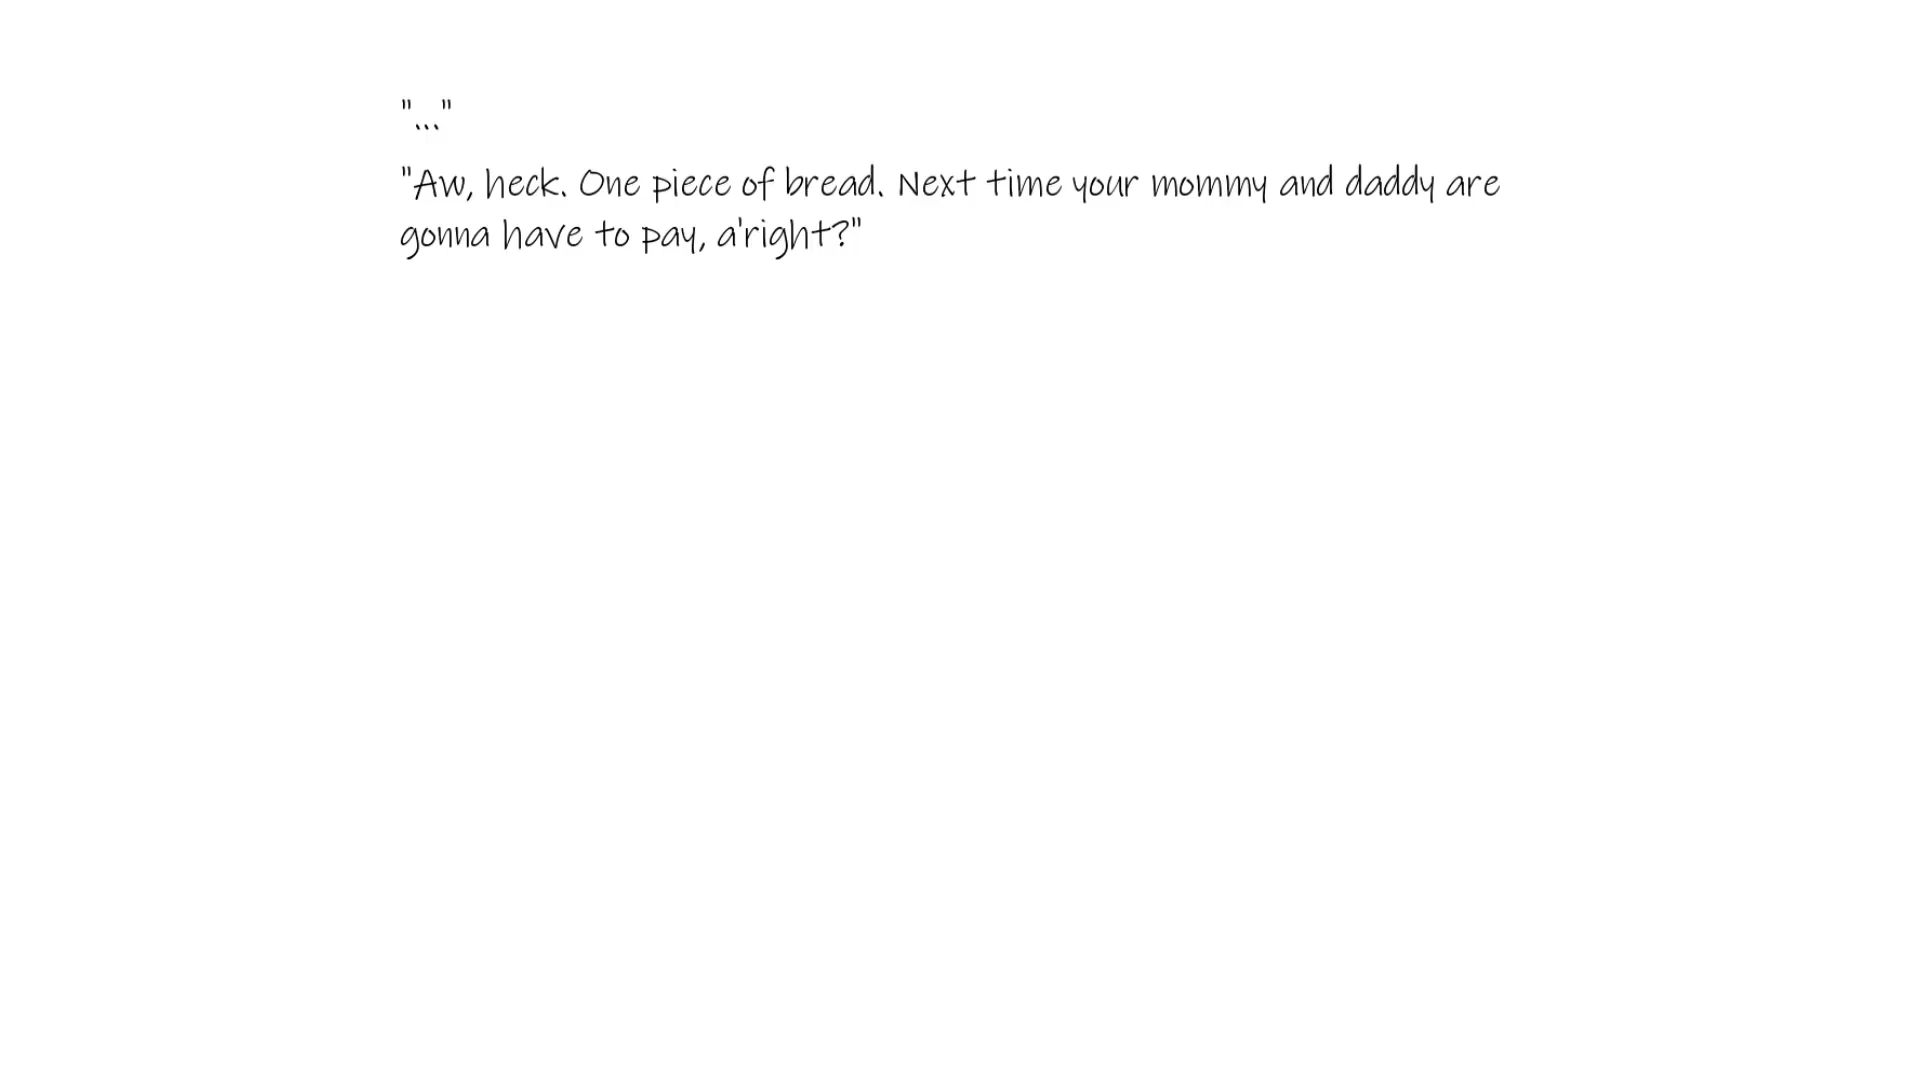 "..."
"Aw, heck. One piece of bread. Next time your mommy and daddy are
gonna have to pay, a'right?"